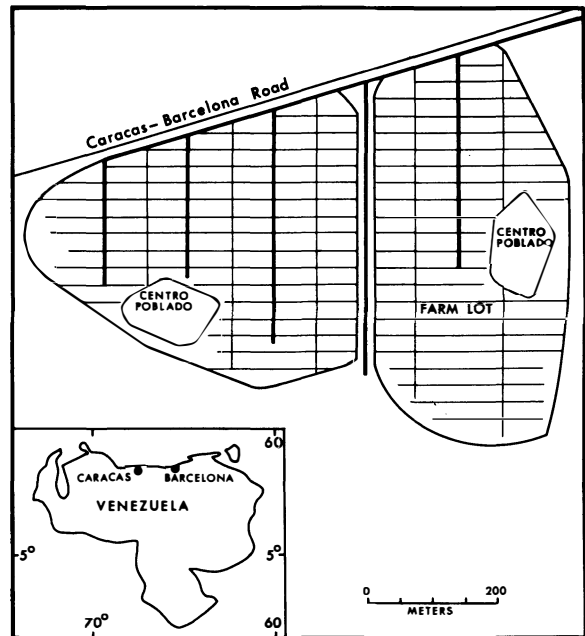 Caracas-Barcelona Road
CENTRO
POBLADO
CENTRO
POBLADO
FARM LOT
60
CARACAS
BARCELONA
VENEZUELA
5°
5°
70°
60
0
200
METERS